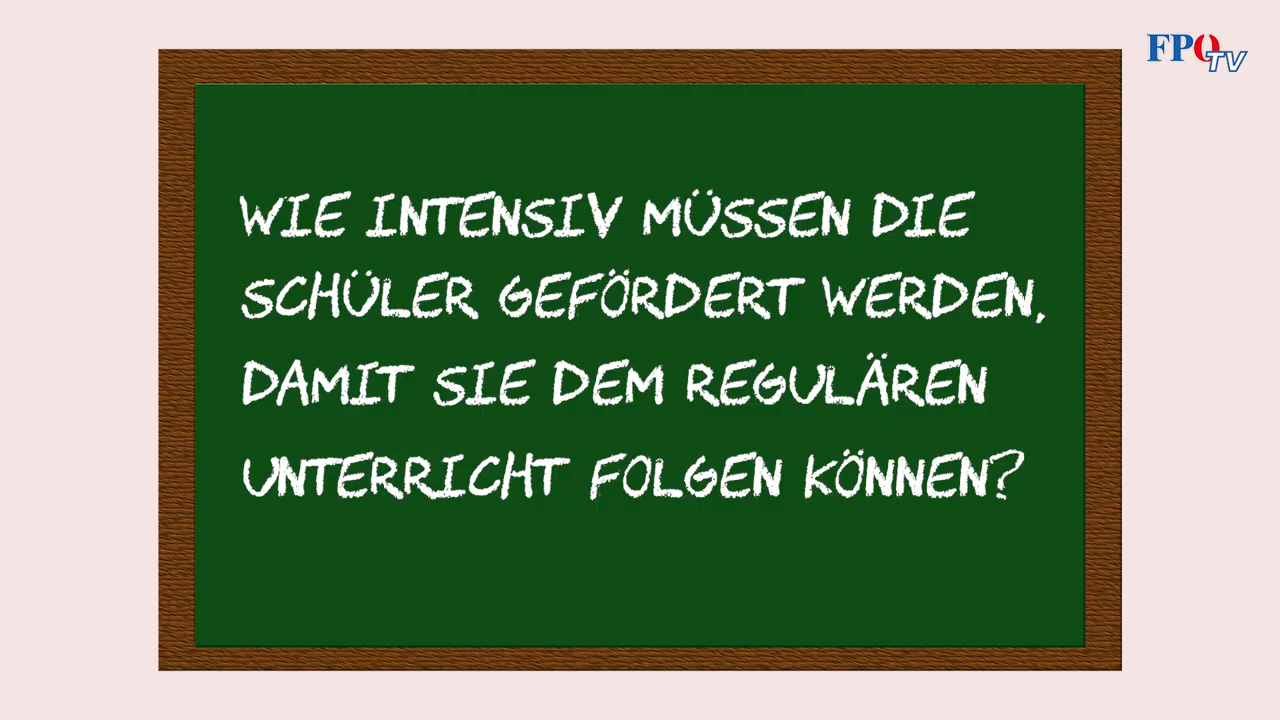 FPÖ TV
WIE INTENSIV MÜSSEN DIE
SCHÜLER GEFÖRDERT WERDEN,
DAMIT SIE DEM REGULÄREN
UNTERRICHT FOLGEN KÖNNEN?